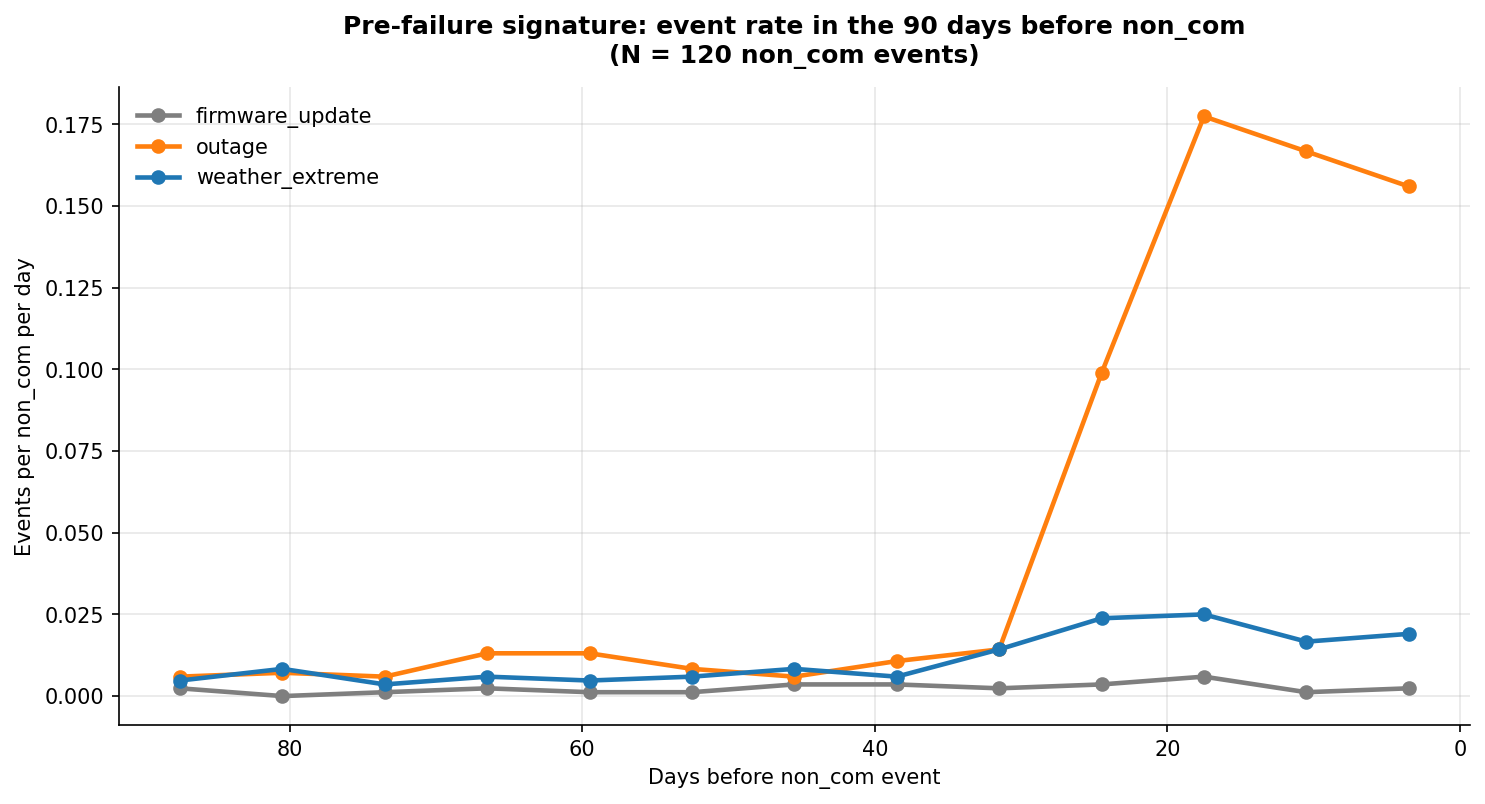 Pre-failure signature: event rate in the 90 days before non_com
(N = 120 non_com events)
firmware_update
outage
weather_extreme
Events per non_com per day
0.175
0.150
0.125
0.100
0.075
0.050
0.025
0.000
80
60
40
20
0
Days before non_com event